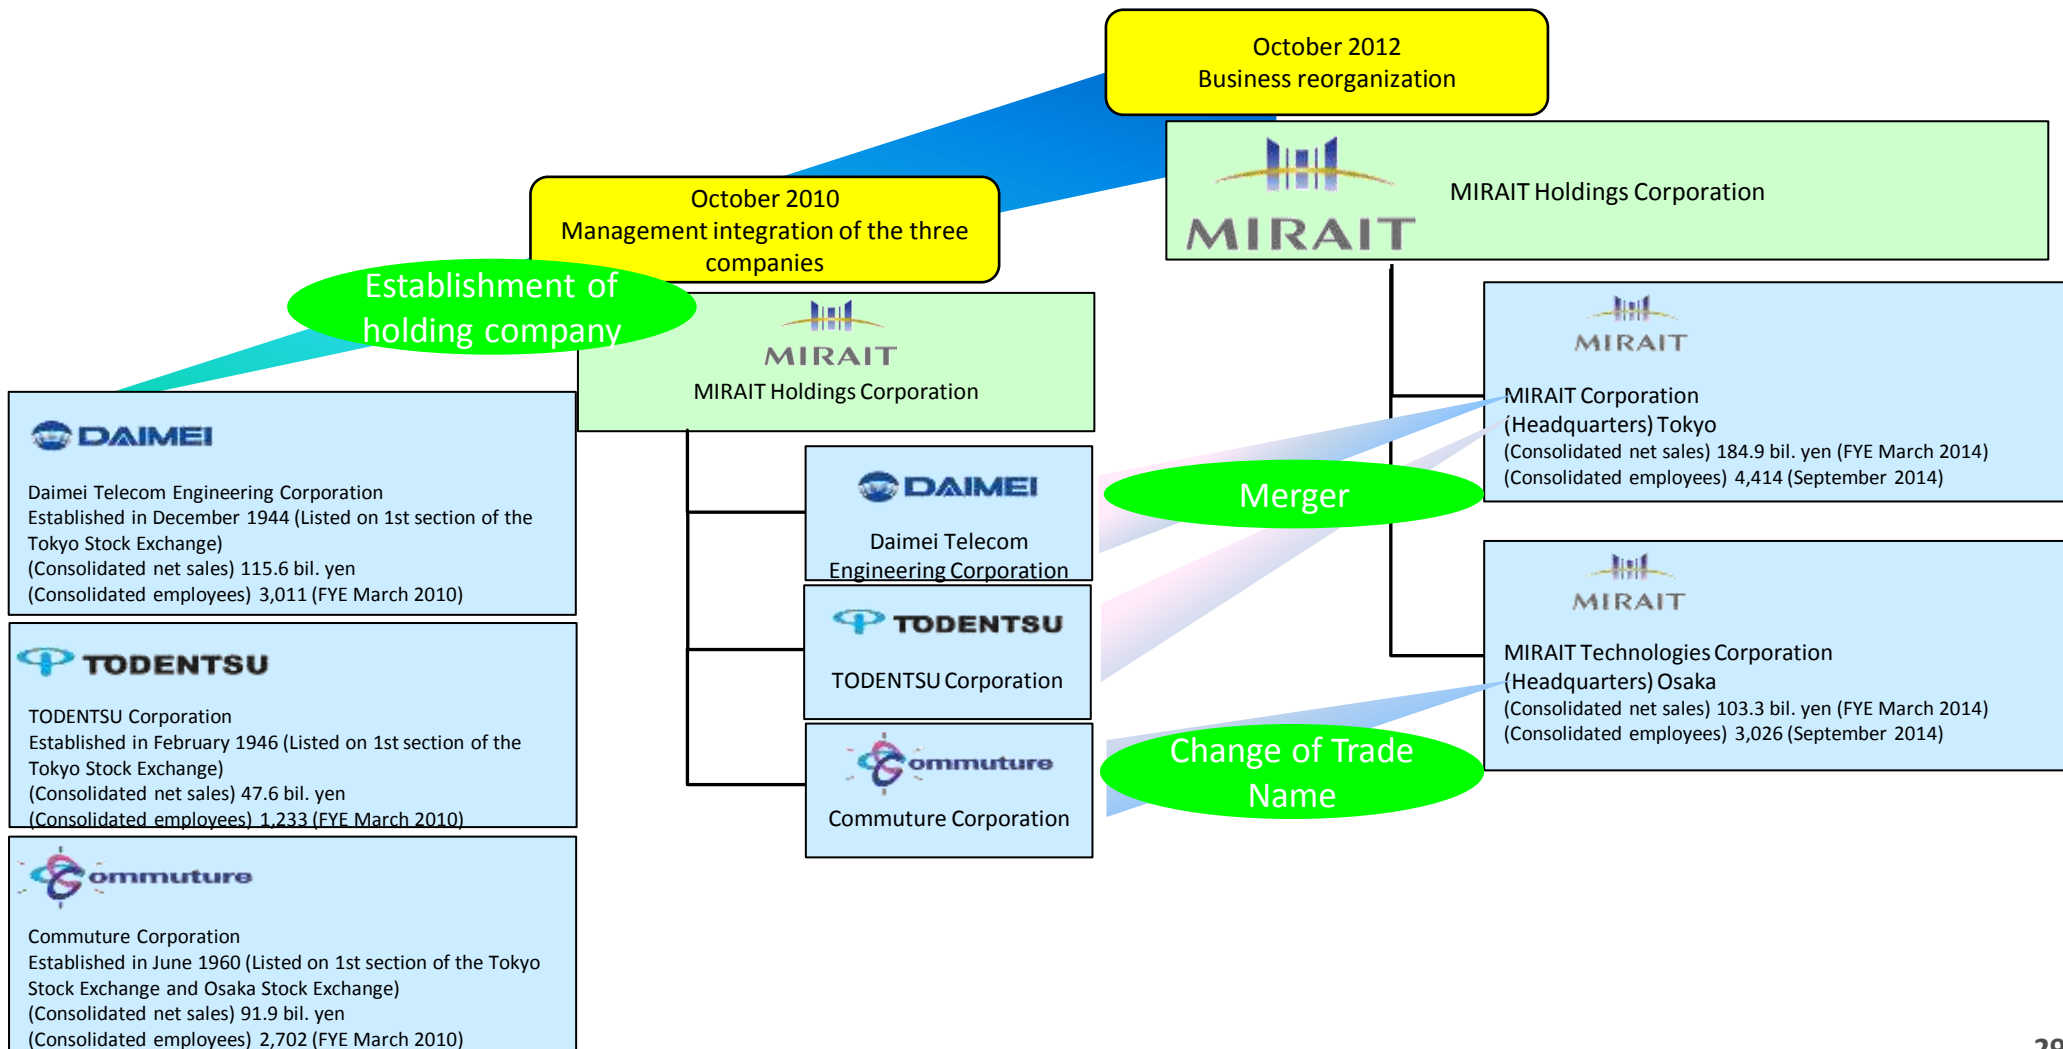 October 2012
Business reorganization
MIRAIT
MIRAIT Holdings Corporation
October 2010
Management integration of the three
companies
Establishment of
holding company
MIRAIT
MIRAIT Holdings Corporation
DAIMEI
Daimei Telecom Engineering Corporation
Established in December 1944 (Listed on 1st section of the
Tokyo Stock Exchange)
(Consolidated net sales) 115.6 bil. yen
(Consolidated employees) 3,011 (FYE March 2010)
TODENTSU
TODENTSU Corporation
Established in February 1946 (Listed on 1st section of the
Tokyo Stock Exchange)
(Consolidated net sales) 47.6 bil. yen
(Consolidated employees) 1,233 (FYE March 2010)
Commuture
Commuture Corporation
Established in June 1960 (Listed on 1st section of the Tokyo
Stock Exchange and Osaka Stock Exchange)
(Consolidated net sales) 91.9 bil. yen
(Consolidated employees) 2,702 (FYE March 2010)
DAIMEI
Daimei Telecom
Engineering Corporation
TODENTSU
TODENTSU Corporation
Commuture
Commuture Corporation
Merger
Change of Trade
Name
MIRAIT
MIRAIT Corporation
(Headquarters) Tokyo
(Consolidated net sales) 184.9 bil. yen (FYE March 2014)
(Consolidated employees) 4,414 (September 2014)
MIRAIT
MIRAIT Technologies Corporation
(Headquarters) Osaka
(Consolidated net sales) 103.3 bil. yen (FYE March 2014)
(Consolidated employees) 3,026 (September 2014)
29